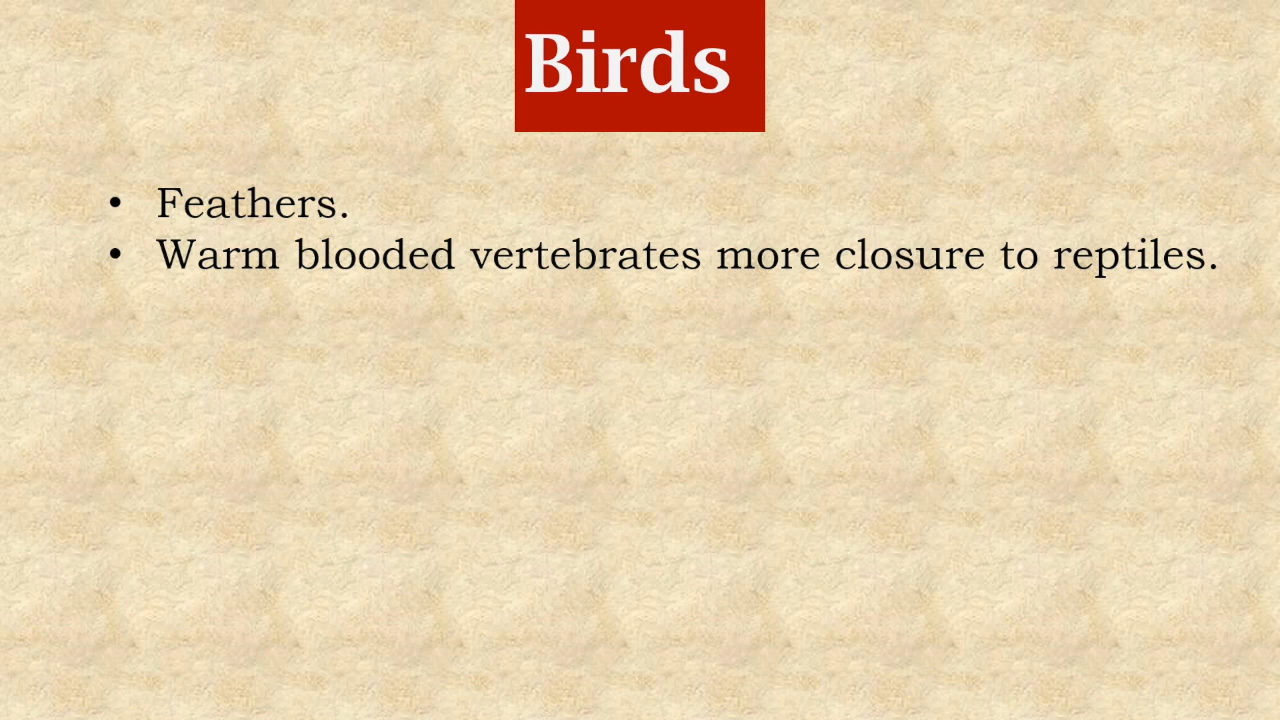 Birds
• Feathers.
• Warm blooded vertebrates more closure to reptiles.